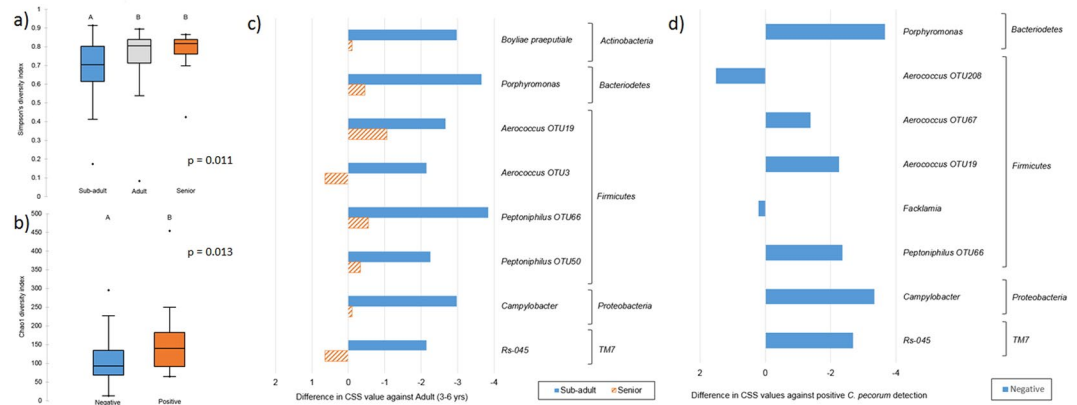 a)
A
B
B
1
0.9
0.8
0.7
0.6
0.5
0.4
0.3
0.2
0.1
0
Simpson's diversity index
p = 0.011
Sub-adult
Adult
Senior
b)
A
B
500
450
400
350
300
250
200
150
100
50
0
Chao1 diversity index
p = 0.013
Negative
Positive
c)
Boyliae praeputiale
Actinobacteria
Porphyromonas
Bacteriodetes
Aerococcus OTU19
Aerococcus OTU3
Firmicutes
Peptoniphilus OTU66
Peptoniphilus OTU50
Campylobacter
Proteobacteria
Rs-045
TM7
2
1
0
-1
-2
-3
-4
Difference in CSS value against Adult (3-6 yrs)
Sub-adult
Senior
d)
Porphyromonas
Bacteriodetes
Aerococcus OTU208
Aerococcus OTU67
Aerococcus OTU19
Firmicutes
Facklamia
Peptoniphilus OTU66
Campylobacter
Proteobacteria
Rs-045
TM7
2
0
-2
-4
Difference in CSS values against positive C. pecorum detection
Negative